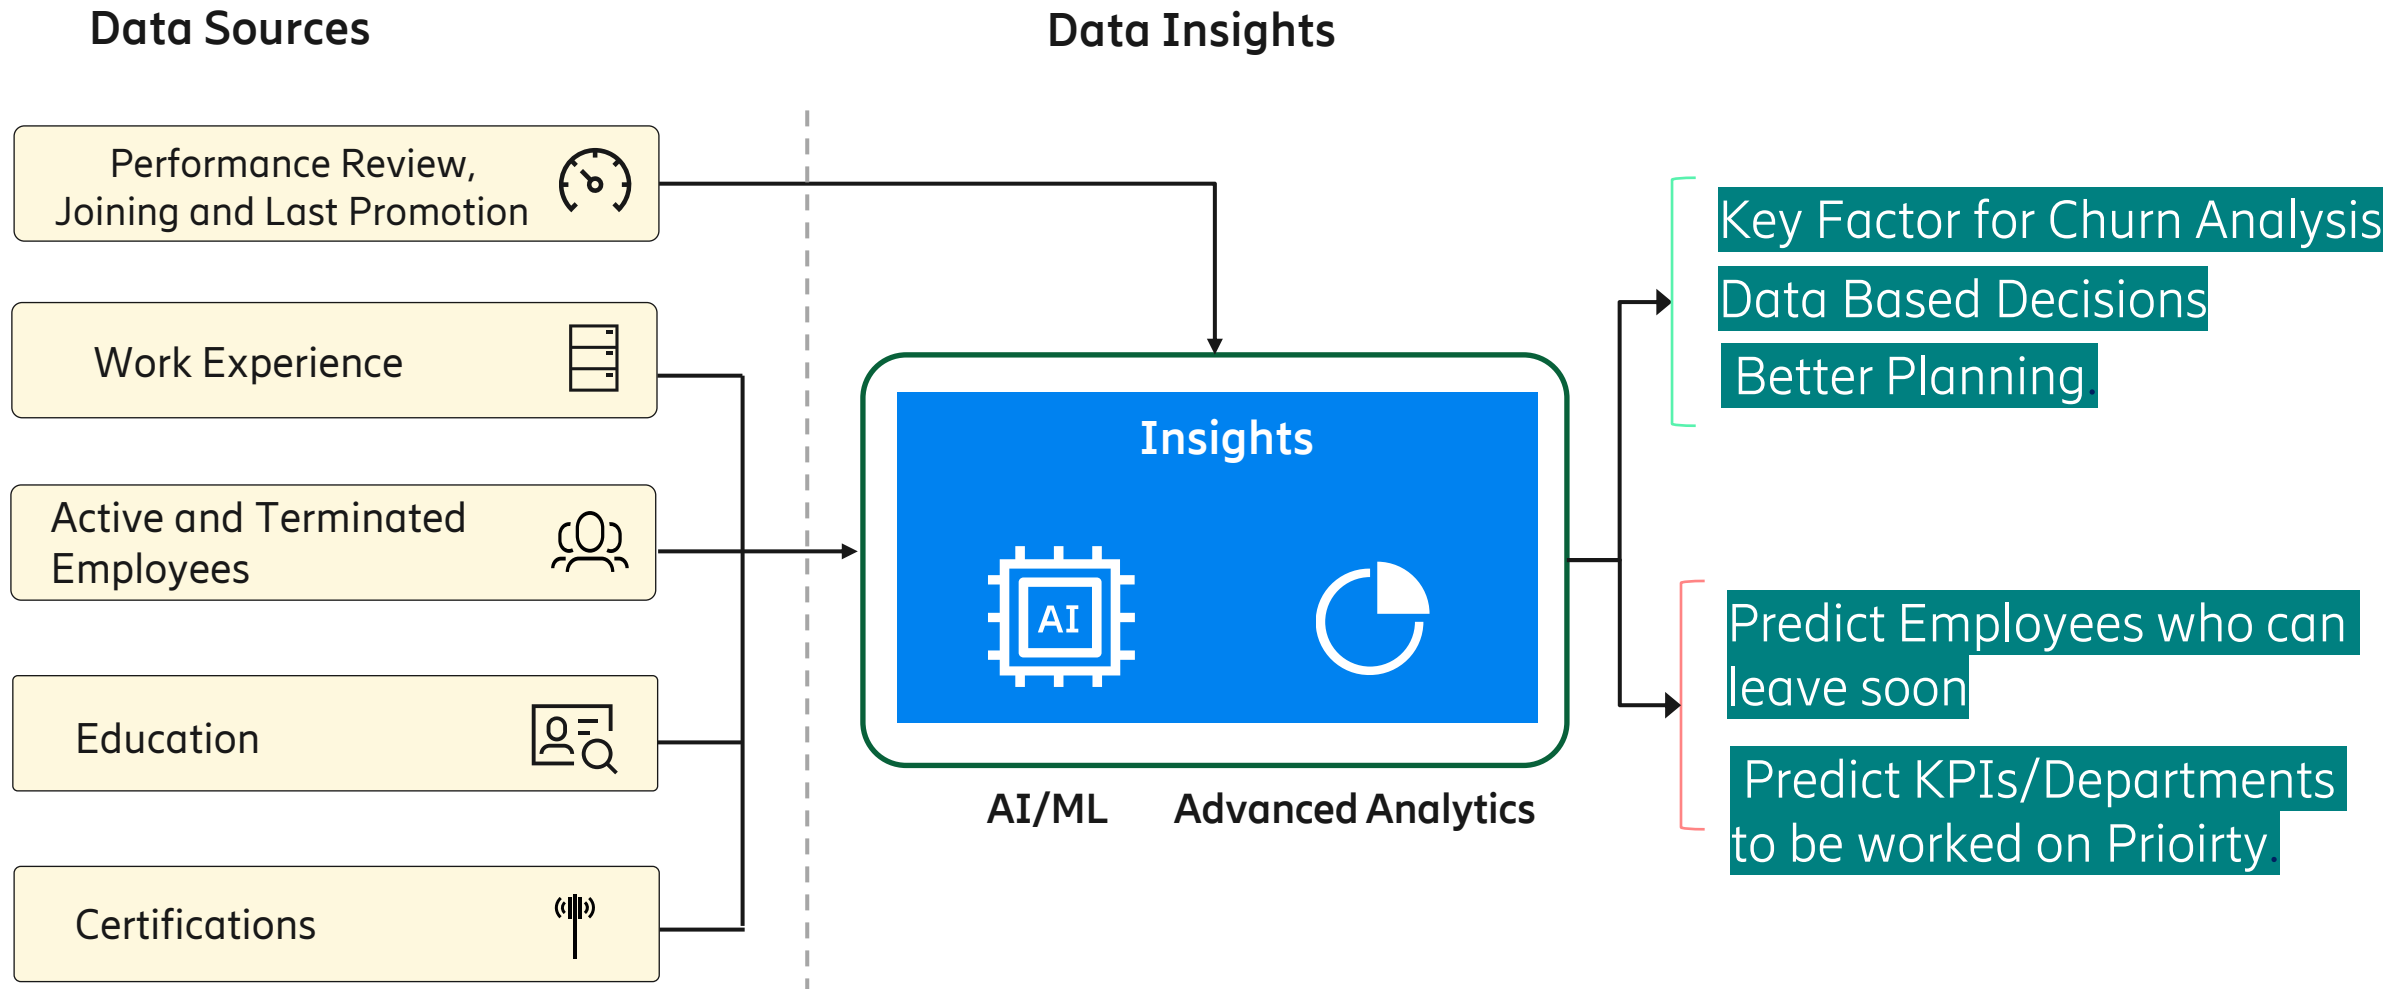 Data Sources
Data Insights
Performance Review,
Joining and Last Promotion
Work Experience
Active and Terminated
Employees
Education
Certifications
Insights
AI
AI/ML
Advanced Analytics
Key Factor for Churn Analysis
Data Based Decisions
Better Planning.
Predict Employees who can
leave soon
Predict KPIs/Departments
to be worked on Prioirty.